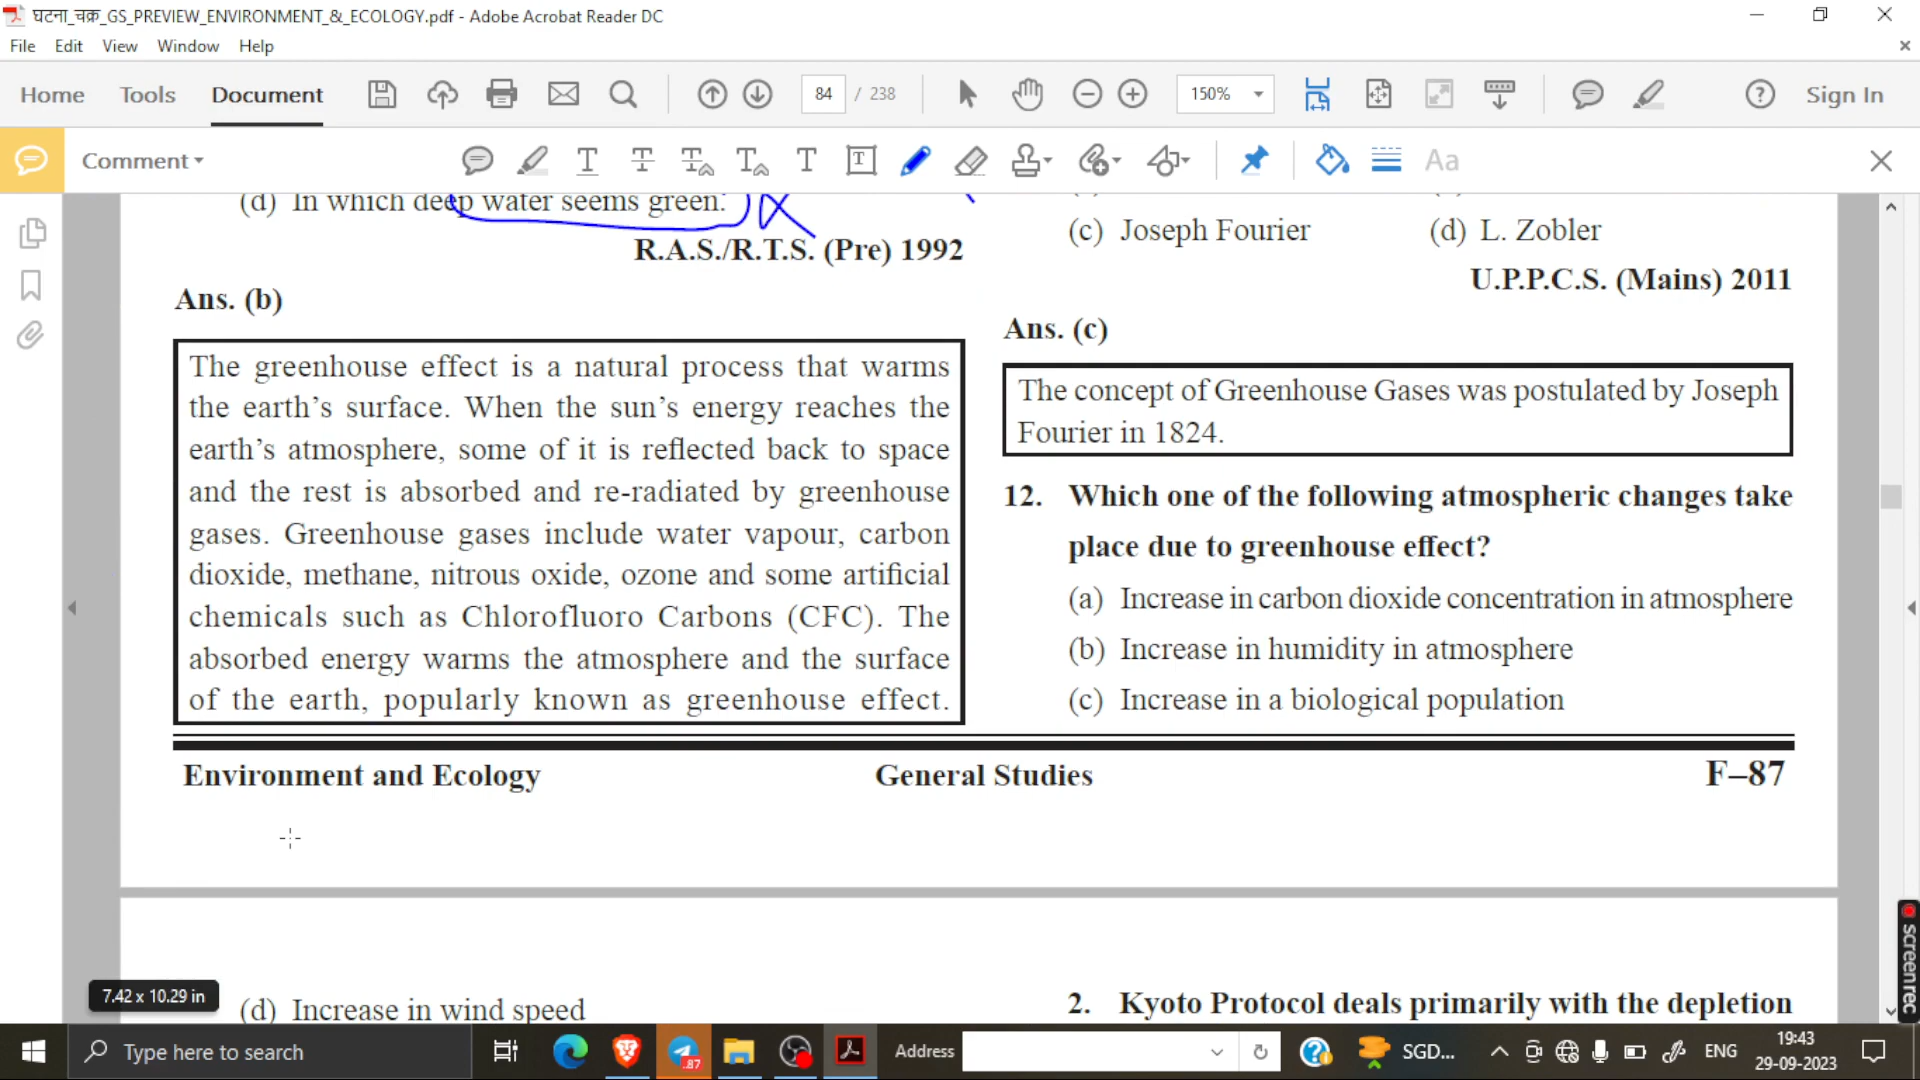 घटना_चक्र_GS_PREVIEW_ENVIRONMENT_&_ECOLOGY.pdf - Adobe Acrobat Reader DC
File Edit View Window Help
Home Tools Document 84 / 238 150% Sign In
Comment
(d) In which deep water seems green.
R.A.S./R.T.S. (Pre) 1992
Ans. (b)
The greenhouse effect is a natural process that warms
the earth's surface. When the sun's energy reaches the
earth's atmosphere, some of it is reflected back to space
and the rest is absorbed and re-radiated by greenhouse
gases. Greenhouse gases include water vapour, carbon
dioxide, methane, nitrous oxide, ozone and some artificial
chemicals such as Chlorofluoro Carbons (CFC). The
absorbed energy warms the atmosphere and the surface
of the earth, popularly known as greenhouse effect.
(c) Joseph Fourier (d) L. Zobler
U.P.P.C.S. (Mains) 2011
Ans. (c)
The concept of Greenhouse Gases was postulated by Joseph
Fourier in 1824.
12. Which one of the following atmospheric changes take
place due to greenhouse effect?
(a) Increase in carbon dioxide concentration in atmosphere
(b) Increase in humidity in atmosphere
(c) Increase in a biological population
Environment and Ecology General Studies F–87
(d) Increase in wind speed
2. Kyoto Protocol deals primarily with the depletion
7.42 x 10.29 in
screenrec
Type here to search 87 Address SGD... ENG 19:43
29-09-2023